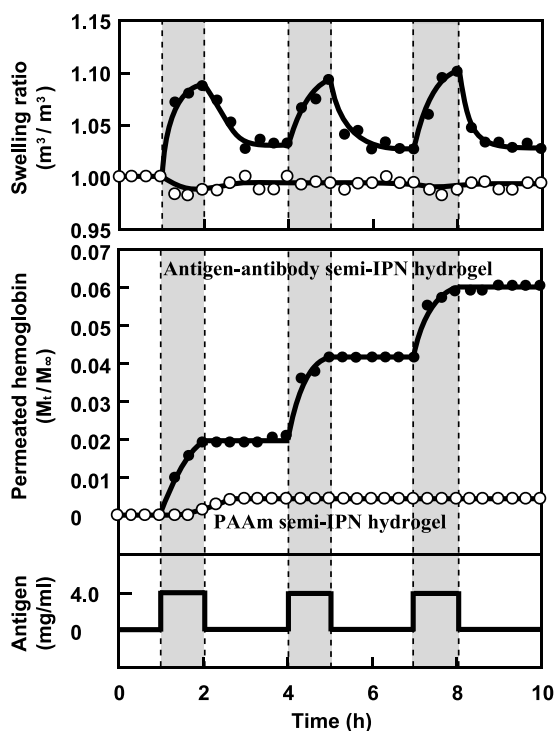 1.15
1.10
1.05
1.00
0.95
Swelling ratio
(m³ / m³)
0.07
0.06
0.05
0.04
0.03
0.02
0.01
0
Permeated hemoglobin
(Mt / M∞)
Antigen-antibody semi-IPN hydrogel
PAAm semi-IPN hydrogel
4.0
0
Antigen
(mg/ml)
0 2 4 6 8 10
Time (h)